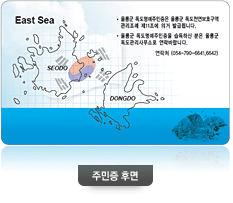 East Sea
• 울릉군 독도명예주민증은 울릉군 독도천연보호구역
관리조례 제11조에 의거 발급됩니다.
• 울릉군 독도명예주민증을 습득하신 분은 울릉군
독도관리사무소로 연락바랍니다.
연락처 (054-790-6641,6642)
SEODO
DONGDO
주민증 후면